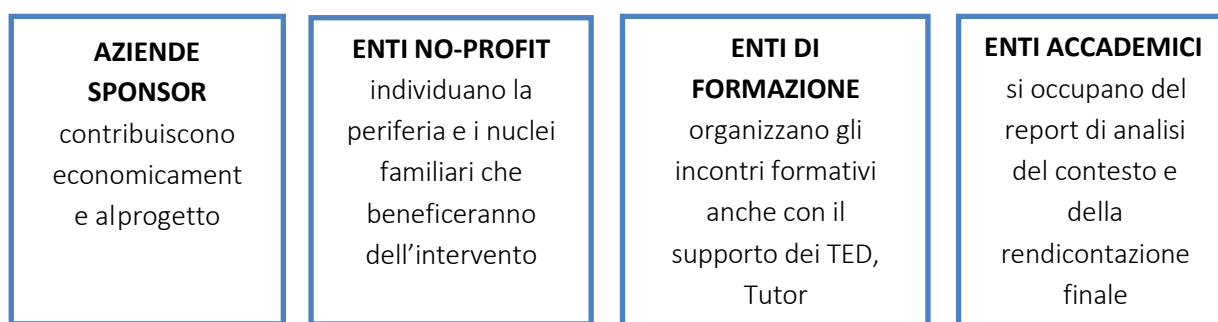 AZIENDE
SPONSOR
contribuiscono
economicament
e alprogetto
ENTI NO-PROFIT
individuano la
periferia e i nuclei
familiari che
beneficeranno
dell’intervento
ENTI DI
FORMAZIONE
organizzano gli
incontri formativi
anche con il
supporto dei TED,
Tutor
ENTI ACCADEMICI
si occupano del
report di analisi
del contesto e
della
rendicontazione
finale